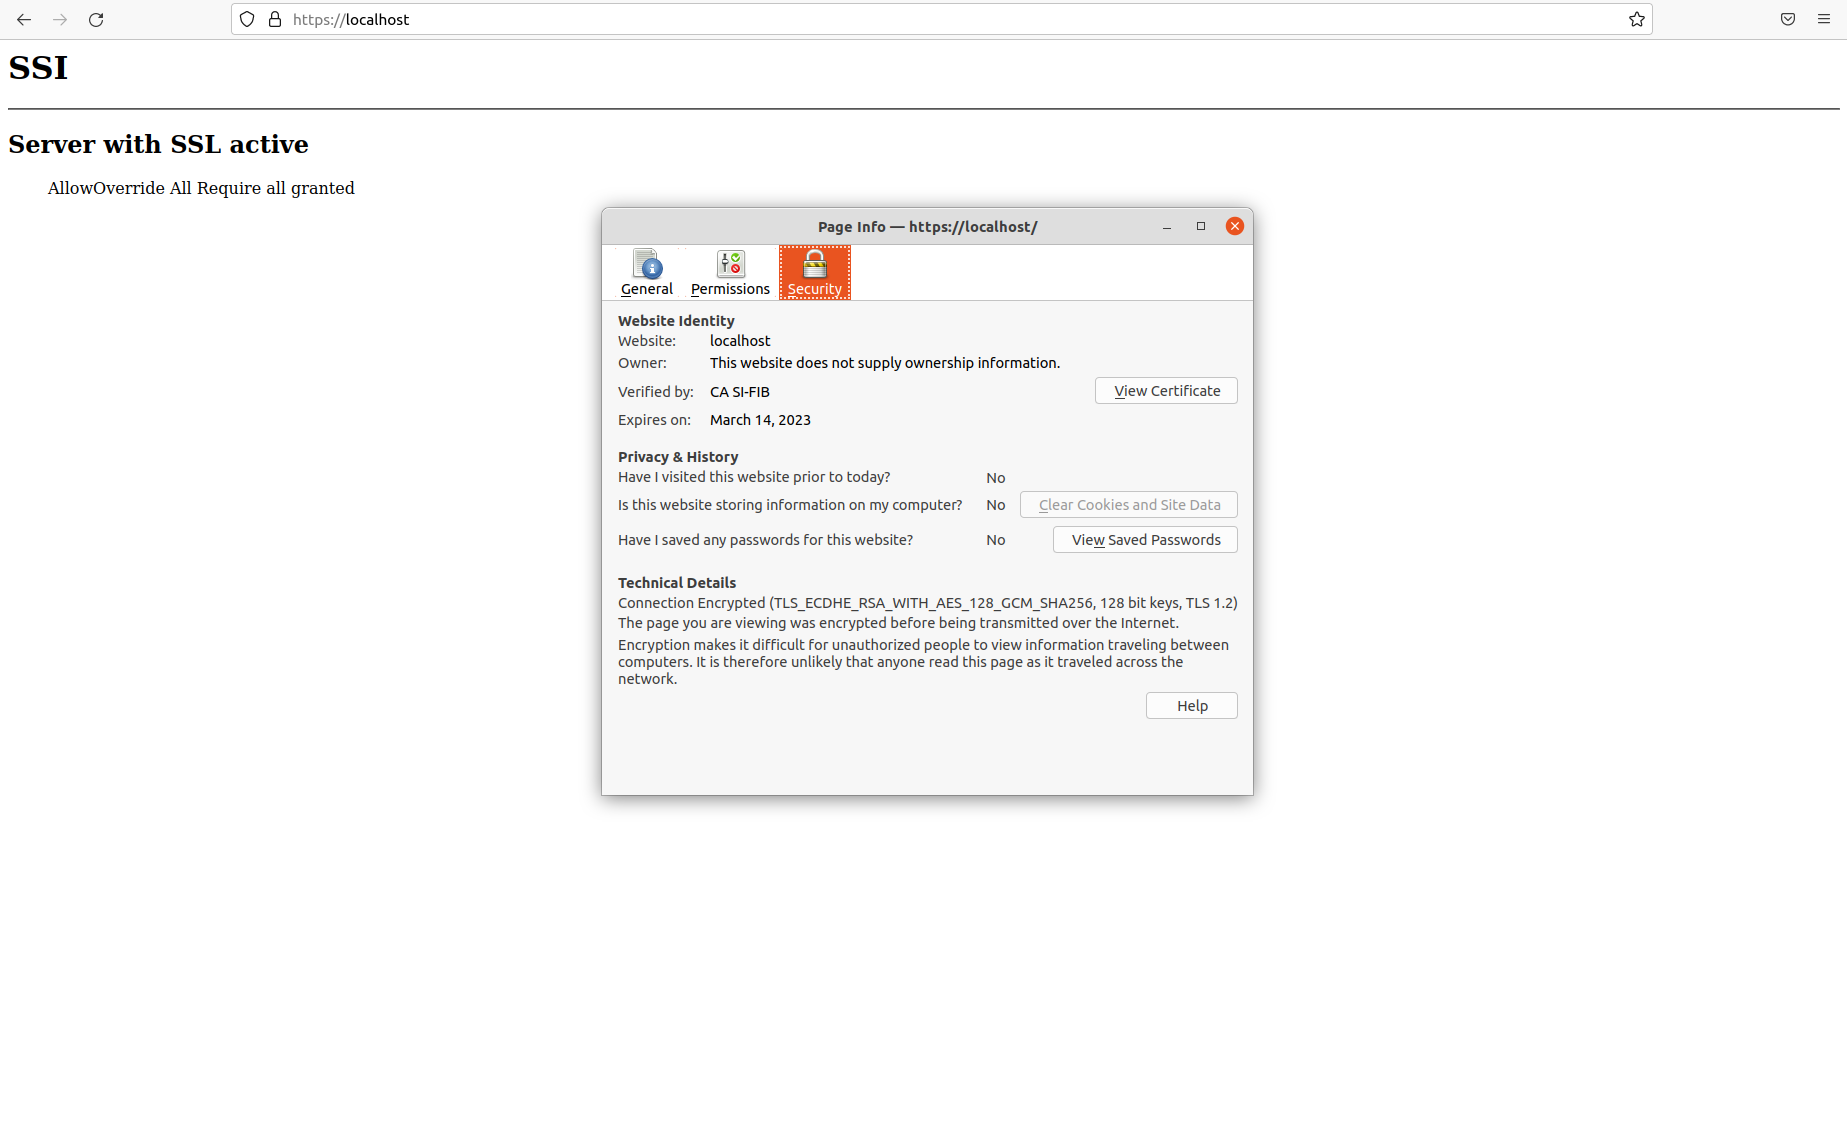 https://localhost
SSI
Server with SSL active
AllowOverride All Require all granted
Page Info — https://localhost/
General Permissions Security
Website Identity
Website: localhost
Owner: This website does not supply ownership information.
Verified by: CA SI-FIB View Certificate
Expires on: March 14, 2023
Privacy & History
Have I visited this website prior to today? No
Is this website storing information on my computer? No Clear Cookies and Site Data
Have I saved any passwords for this website? No View Saved Passwords
Technical Details
Connection Encrypted (TLS_ECDHE_RSA_WITH_AES_128_GCM_SHA256, 128 bit keys, TLS 1.2)
The page you are viewing was encrypted before being transmitted over the Internet.
Encryption makes it difficult for unauthorized people to view information traveling between
computers. It is therefore unlikely that anyone read this page as it traveled across the
network.
Help